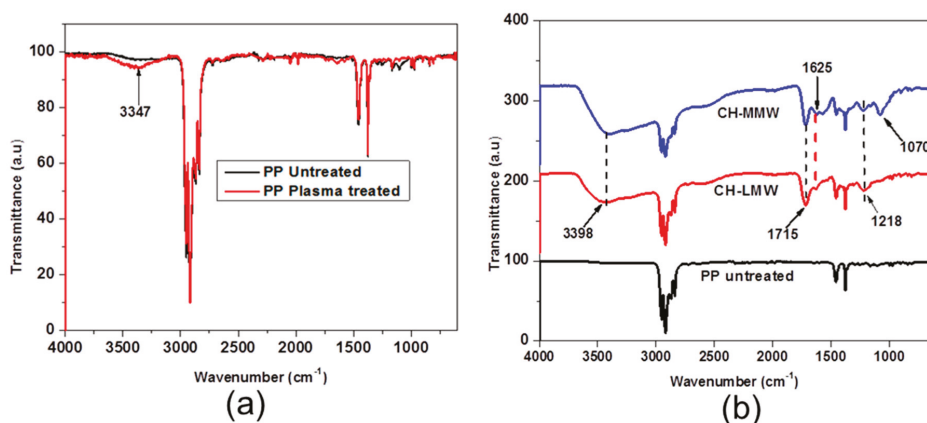 100
80
60
40
20
0
Transmittance (a.u)
3347
PP Untreated
PP Plasma treated
4000 3500 3000 2500 2000 1500 1000
Wavenumber (cm-1)
(a)
400
300
200
100
0
Transmittance (a.u)
1625
CH-MMW
1070
CH-LMW
3398
1715
1218
PP untreated
4000 3500 3000 2500 2000 1500 1000
Wavenumber (cm-1)
(b)